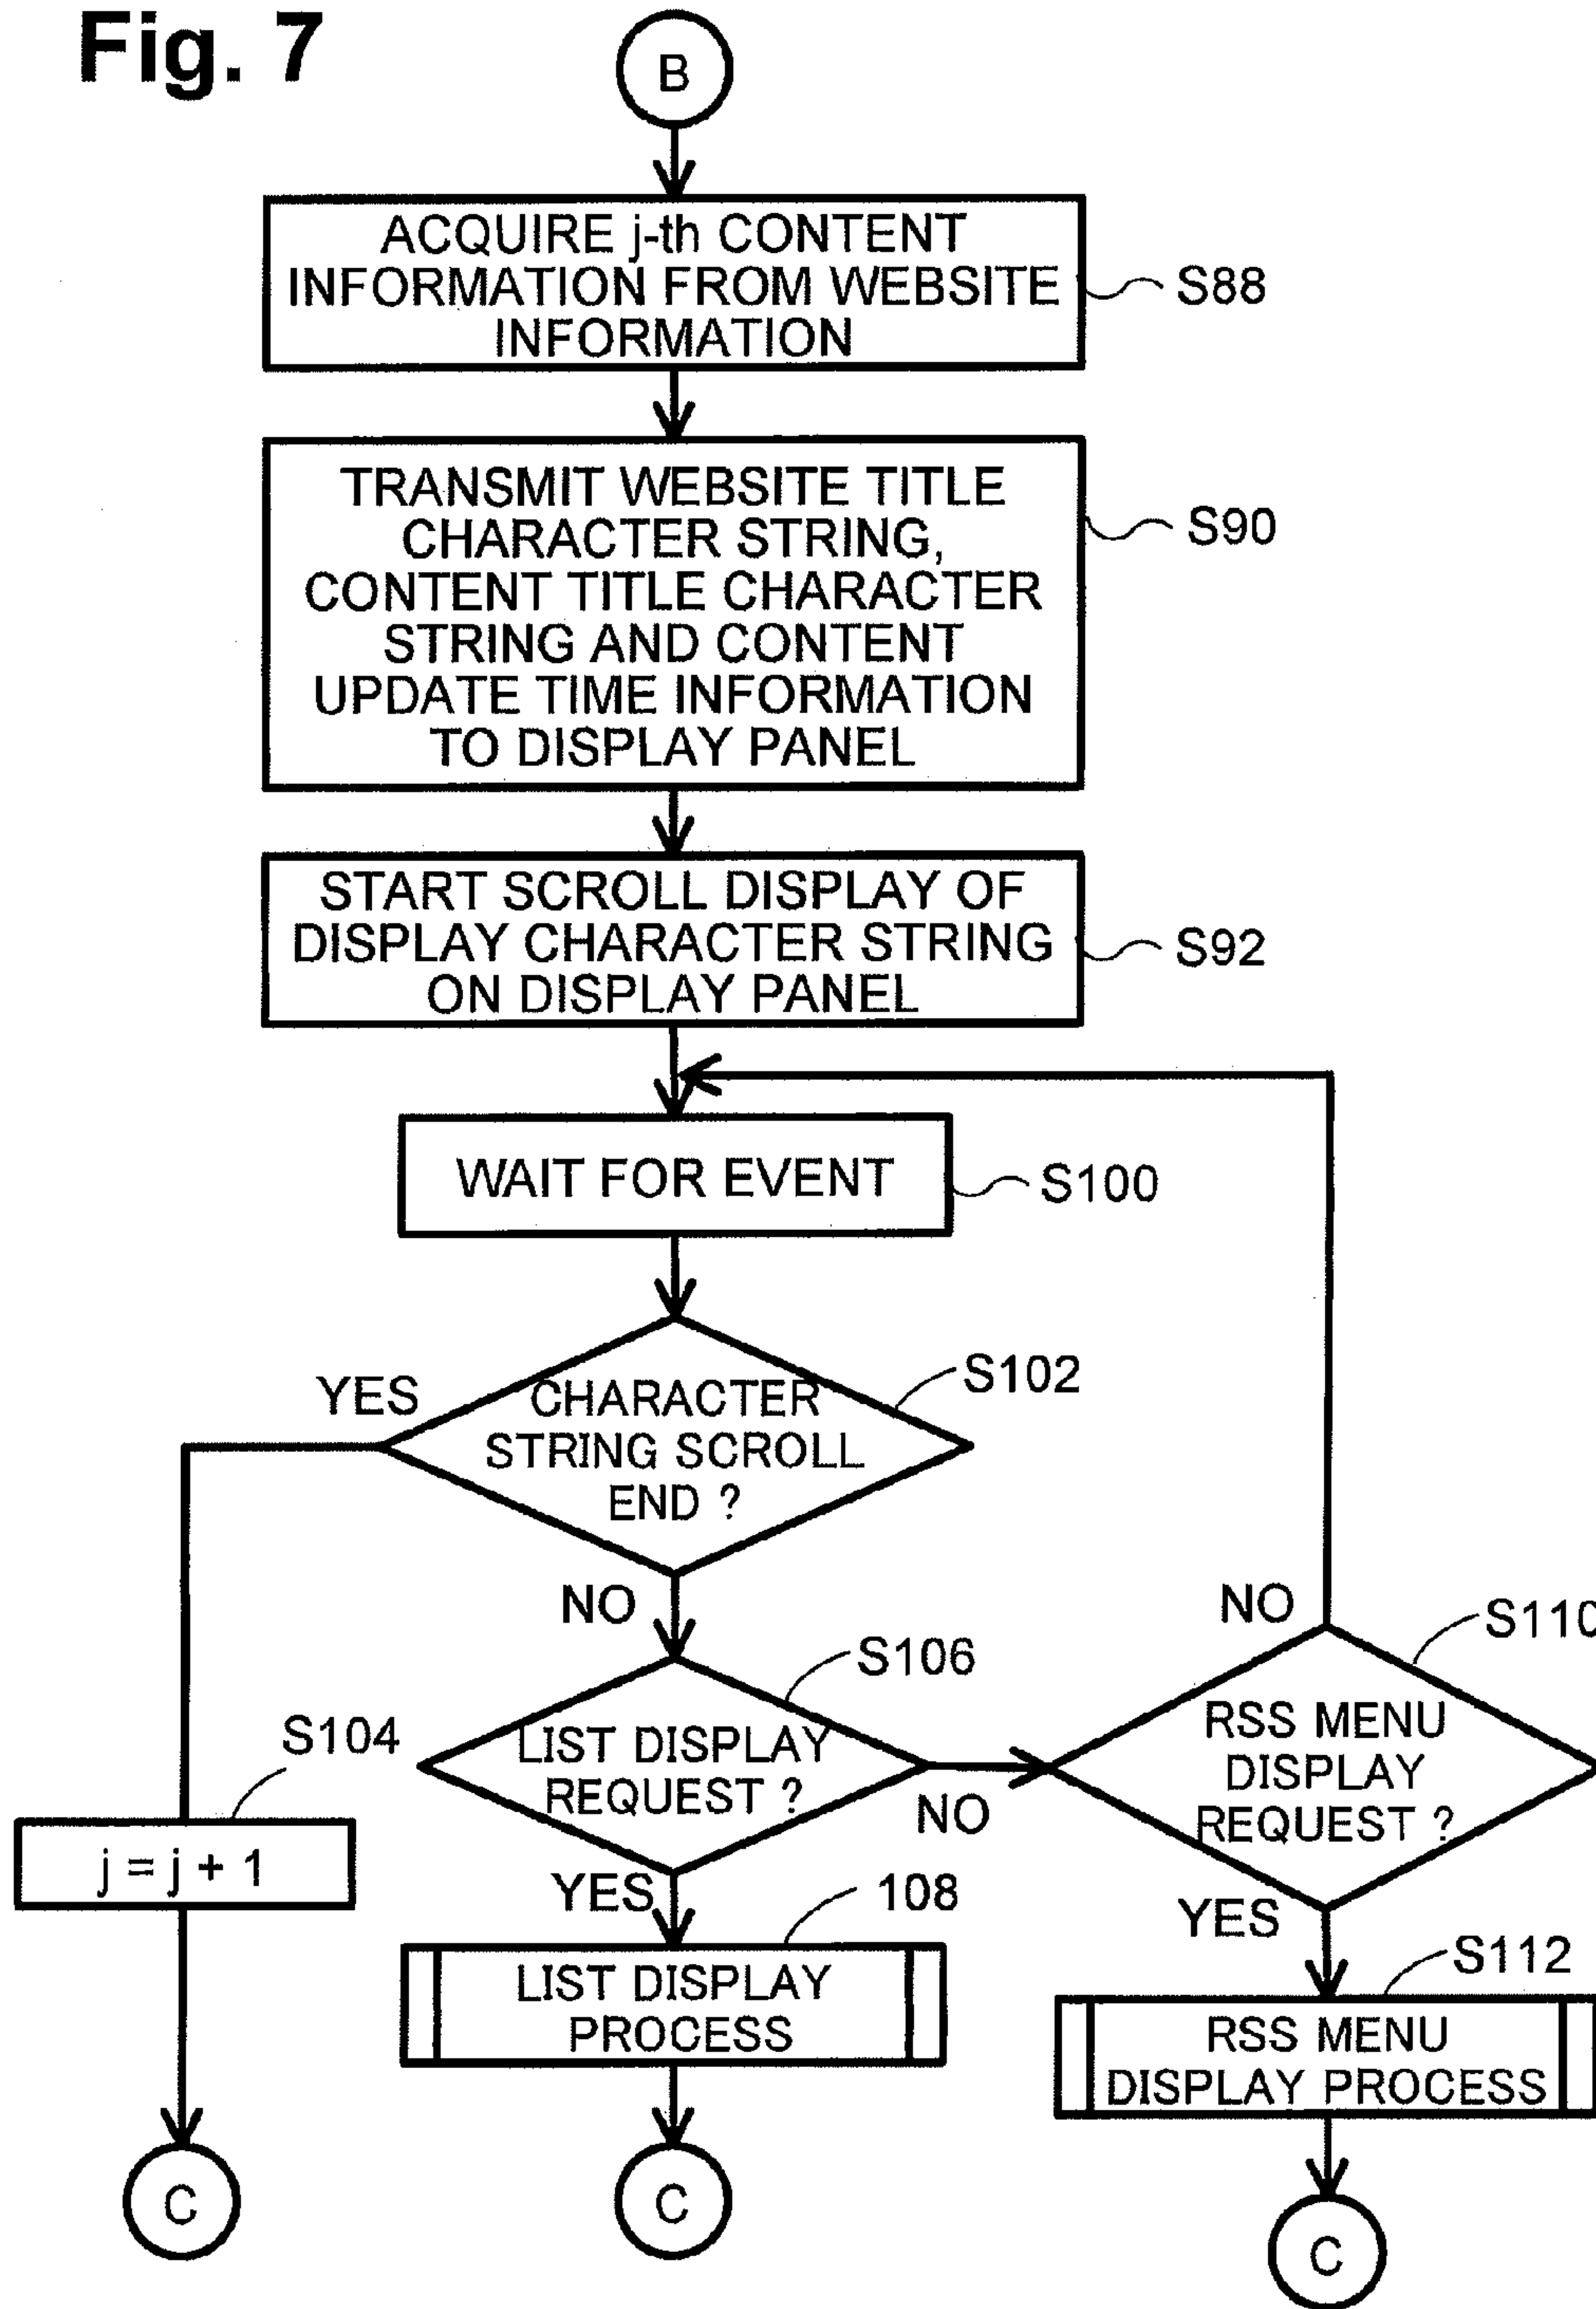 Fig. 7
B
ACQUIRE j-th CONTENT
INFORMATION FROM WEBSITE
INFORMATION
S88
TRANSMIT WEBSITE TITLE
CHARACTER STRING,
CONTENT TITLE CHARACTER
STRING AND CONTENT
UPDATE TIME INFORMATION
TO DISPLAY PANEL
S90
START SCROLL DISPLAY OF
DISPLAY CHARACTER STRING
ON DISPLAY PANEL
S92
WAIT FOR EVENT
S100
YES
CHARACTER
STRING SCROLL
END ?
S102
NO
S104
j = j + 1
S106
LIST DISPLAY
REQUEST ?
NO
YES
NO
S110
RSS MENU
DISPLAY
REQUEST ?
YES
108
LIST DISPLAY
PROCESS
S112
RSS MENU
DISPLAY PROCESS
C
C
C